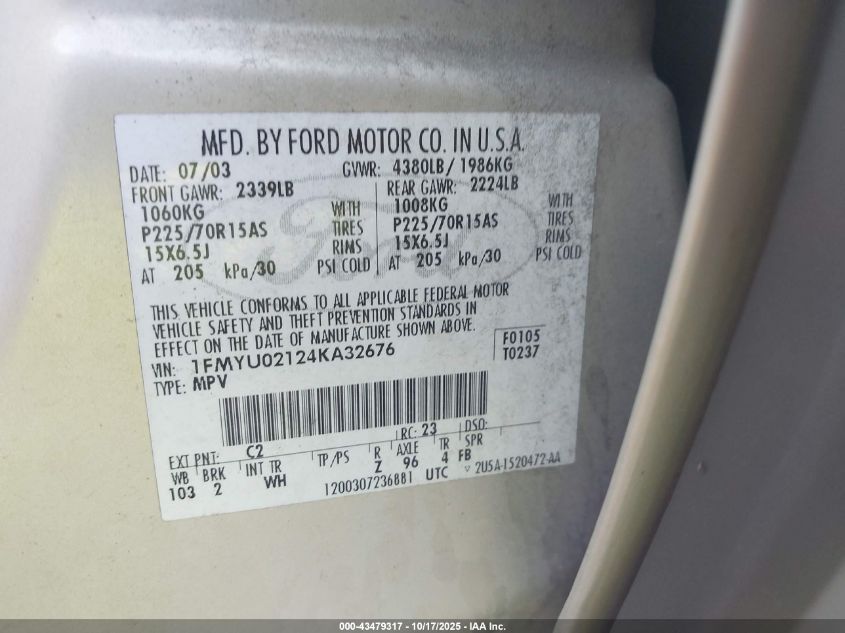 MFD. BY FORD MOTOR CO. IN U.S.A.
DATE: 07/03 GVWR: 4380LB/ 1986KG
FRONT GAWR: 2339LB REAR GAWR: 2224LB
1060KG WITH 1008KG WITH
P225/70R15AS TIRES P225/70R15AS TIRES
15X6.5J RIMS 15X6.5J RIMS
AT 205 kPa/30 PSI COLD AT 205 kPa/30 PSI COLD
THIS VEHICLE CONFORMS TO ALL APPLICABLE FEDERAL MOTOR
VEHICLE SAFETY AND THEFT PREVENTION STANDARDS IN
EFFECT ON THE DATE OF MANUFACTURE SHOWN ABOVE.
VIN: 1FMYU02124KA32676 F0105
TYPE: MPV T0237
EXT PNT: C2 RC: 23 DSO:
WB BRK INT TR TP/PS R AXLE TR SPR
103 2 WH Z 96 4 FB
1200307236881 UTC 2U5A-1520472-AA
Ford
000-43479317 - 10/17/2025 - IAA Inc.